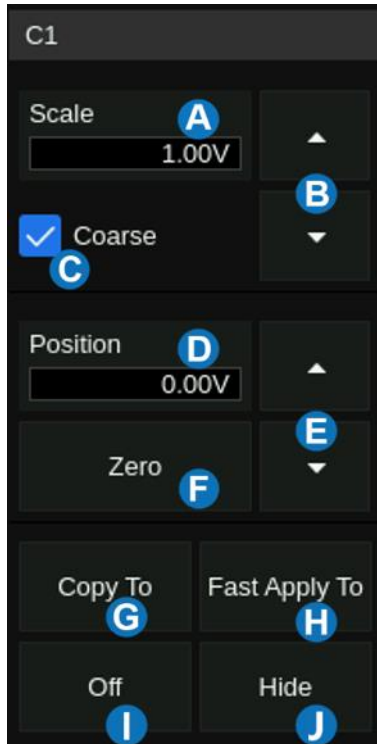 C1
Scale A
1.00V
B
Coarse
C
Position D
0.00V
E
Zero
F
Copy To Fast Apply To
G H
Off Hide
I J